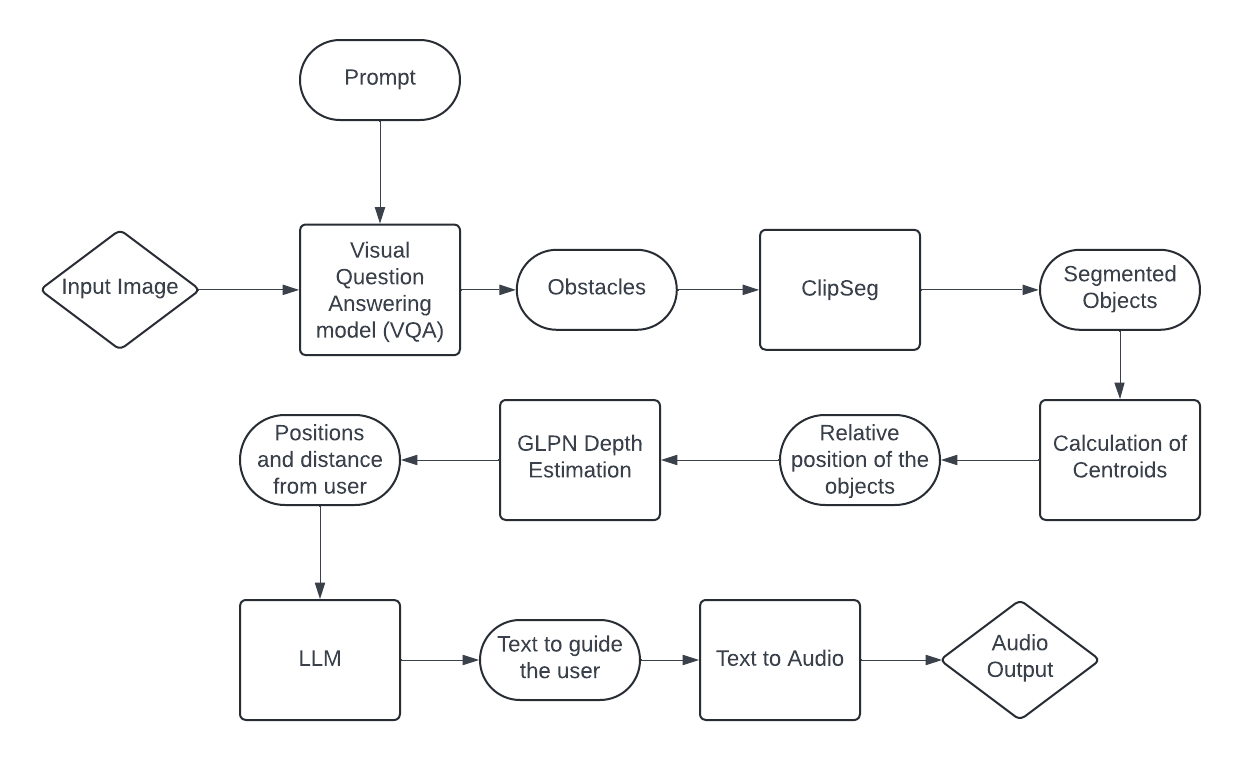 Prompt
Input Image
Visual
Question
Answering
model (VQA)
Obstacles
ClipSeg
Segmented
Objects
Positions
and distance
from user
GLPN Depth
Estimation
Relative
position of the
objects
Calculation of
Centroids
LLM
Text to guide
the user
Text to Audio
Audio
Output